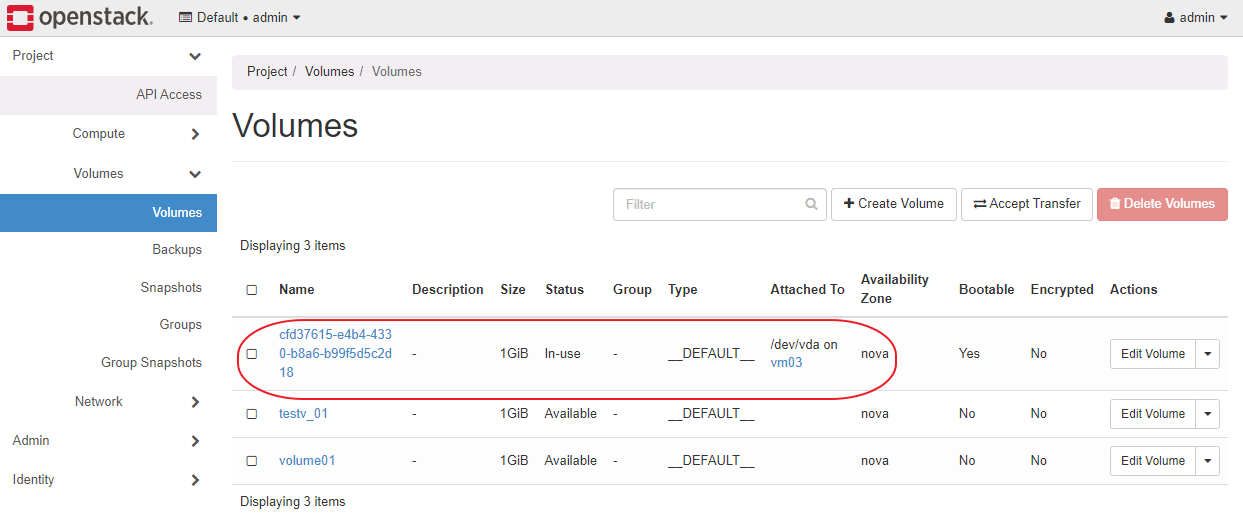 openstack. Default • admin admin
Project
API Access
Compute
Volumes
Volumes
Backups
Snapshots
Groups
Group Snapshots
Network
Admin
Identity
Project / Volumes / Volumes
Volumes
Filter Create Volume Accept Transfer Delete Volumes
Displaying 3 items
Name Description Size Status Group Type Attached To Availability Zone Bootable Encrypted Actions
cfd37615-e4b4-433
0-b8a6-b99f5d5c2d
18
- 1GiB In-use - __DEFAULT__ /dev/vda on
vm03
nova Yes No Edit Volume
testv_01 - 1GiB Available - __DEFAULT__ nova No No Edit Volume
volume01 - 1GiB Available - __DEFAULT__ nova No No Edit Volume
Displaying 3 items